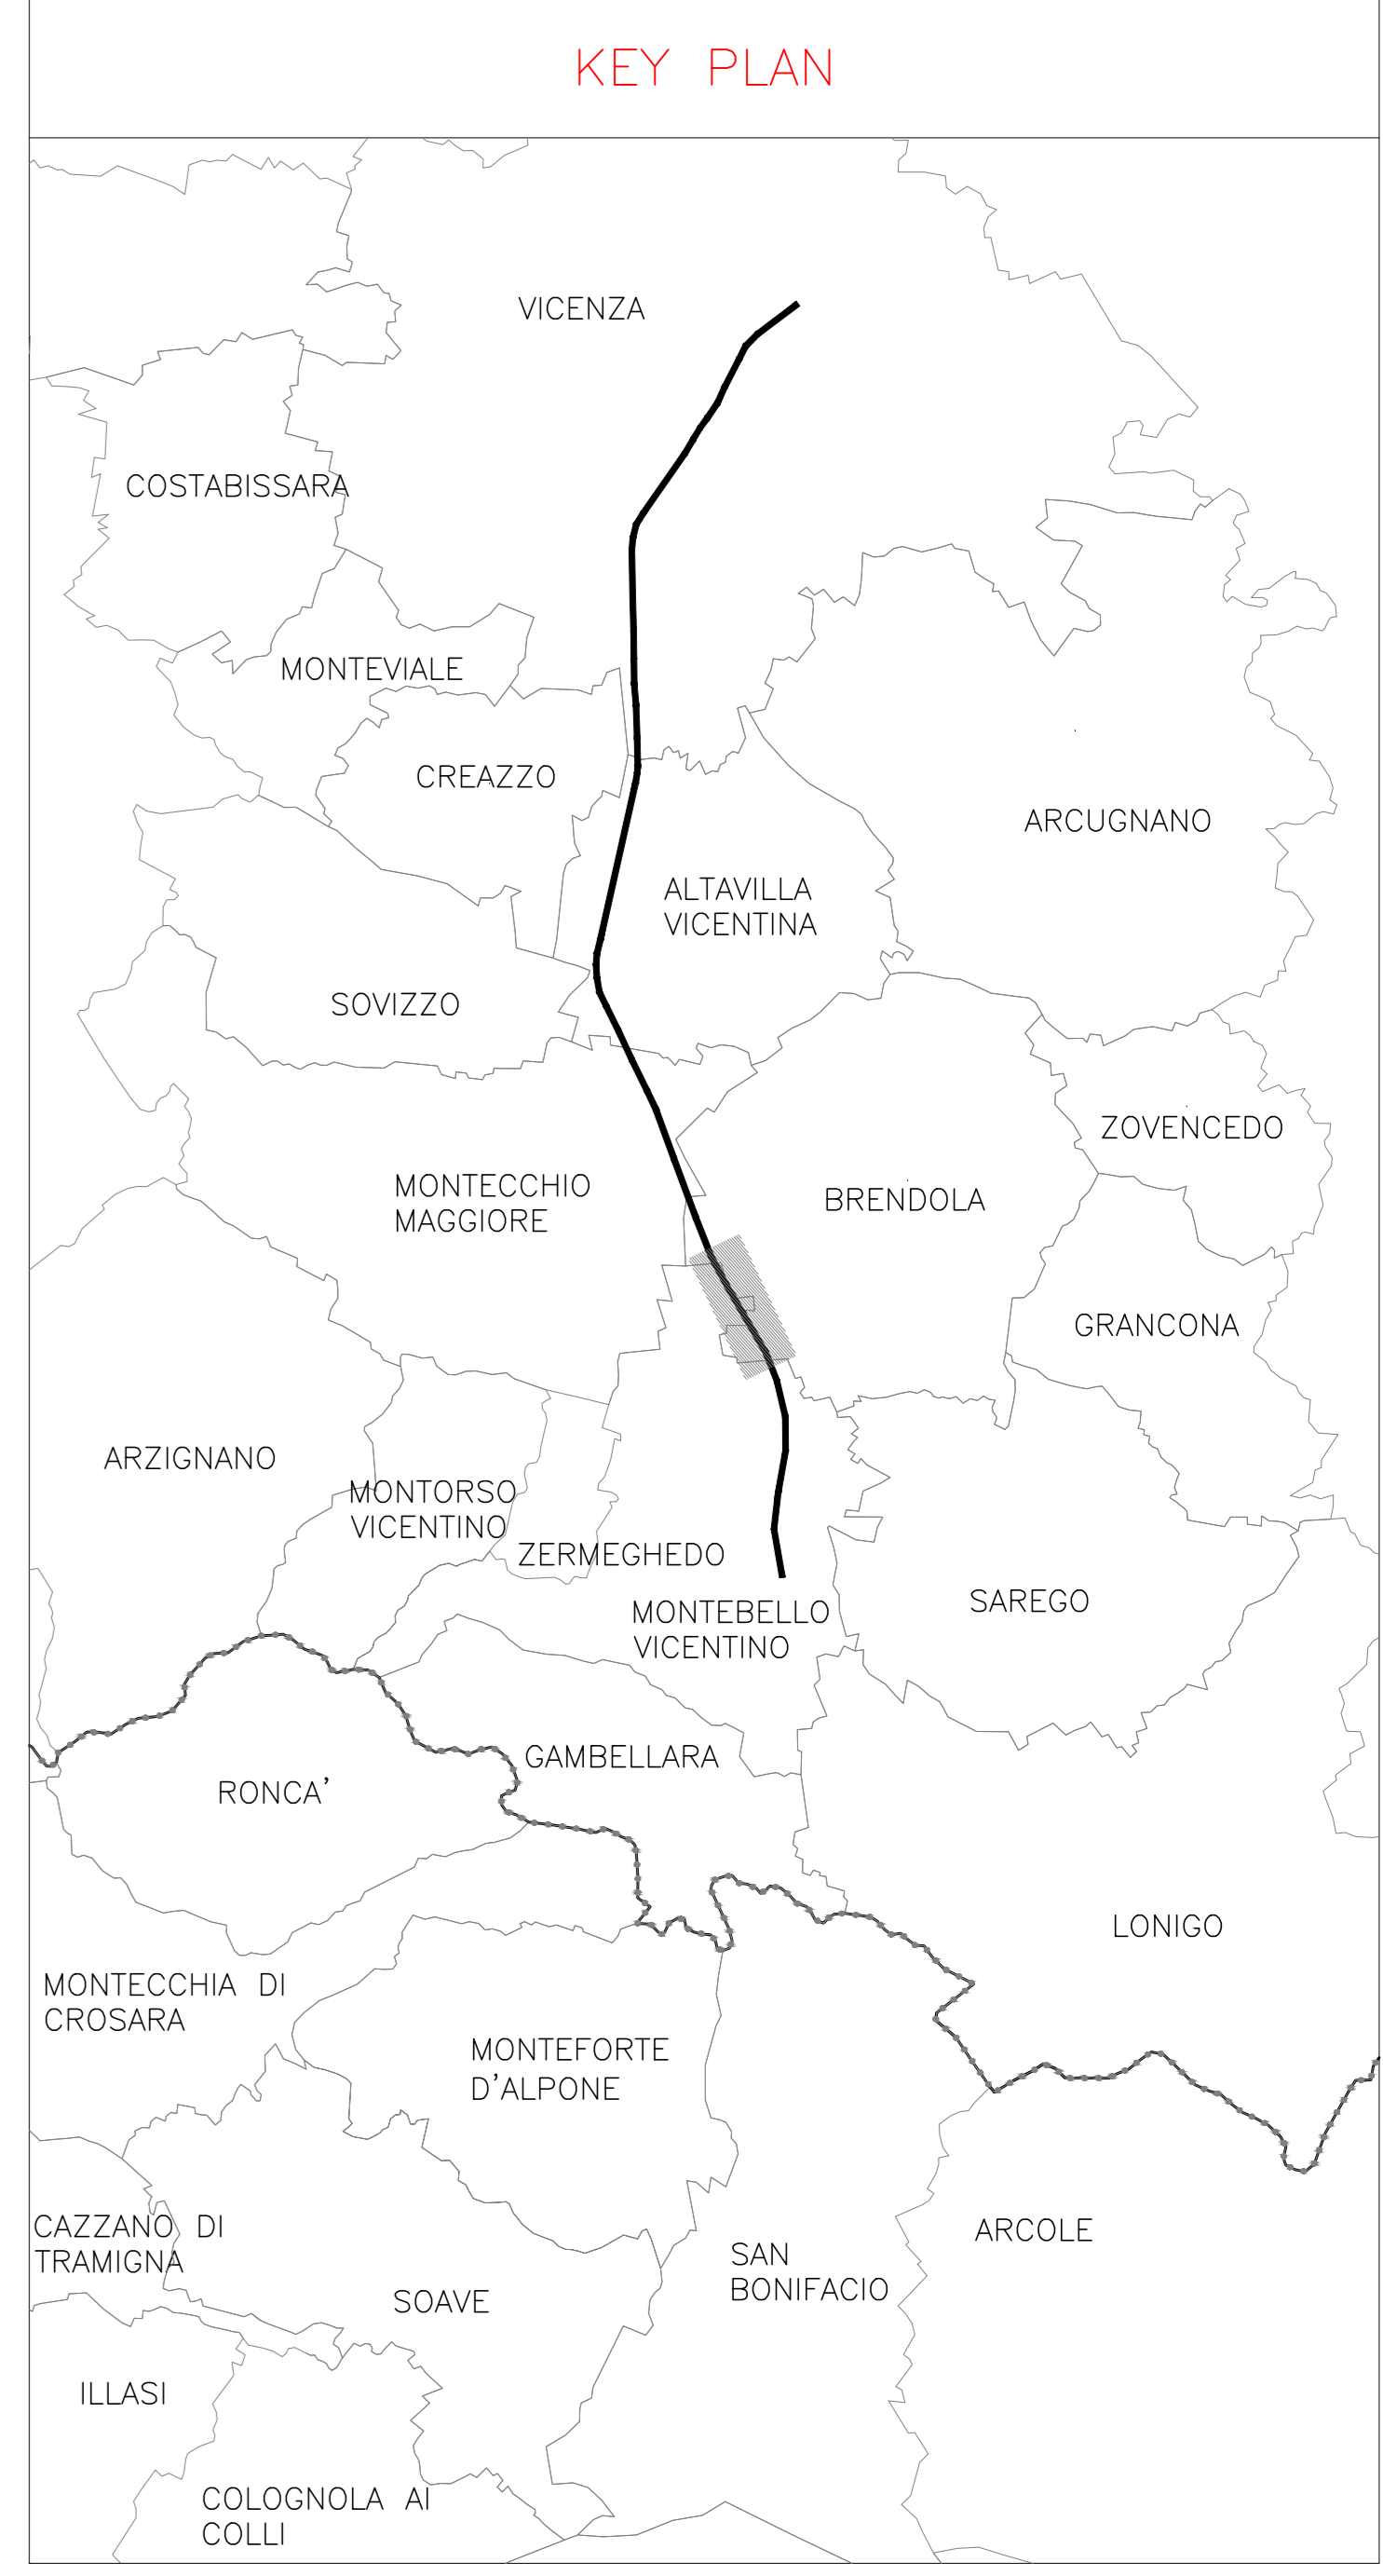 KEY PLAN
VICENZA
COSTABISSARA
MONTEVIALE
CREAZZO
ARCUGNANO
ALTAVILLA
VICENTINA
SOVIZZO
ZOVENCEDO
MONTECCHIO
MAGGIORE
BRENDOLA
GRANCONA
ARZIGNANO
MONTORSO
VICENTINO
ZERMEGHEDO
SAREGO
MONTEBELLO
VICENTINO
GAMBELLARA
RONCA'
LONIGO
MONTECCHIA DI
CROSARA
MONTEFORTE
D'ALPONE
CAZZANO DI
TRAMIGNA
ARCOLE
SAN
BONIFACIO
SOAVE
ILLASI
COLOGNOLA AI
COLLI